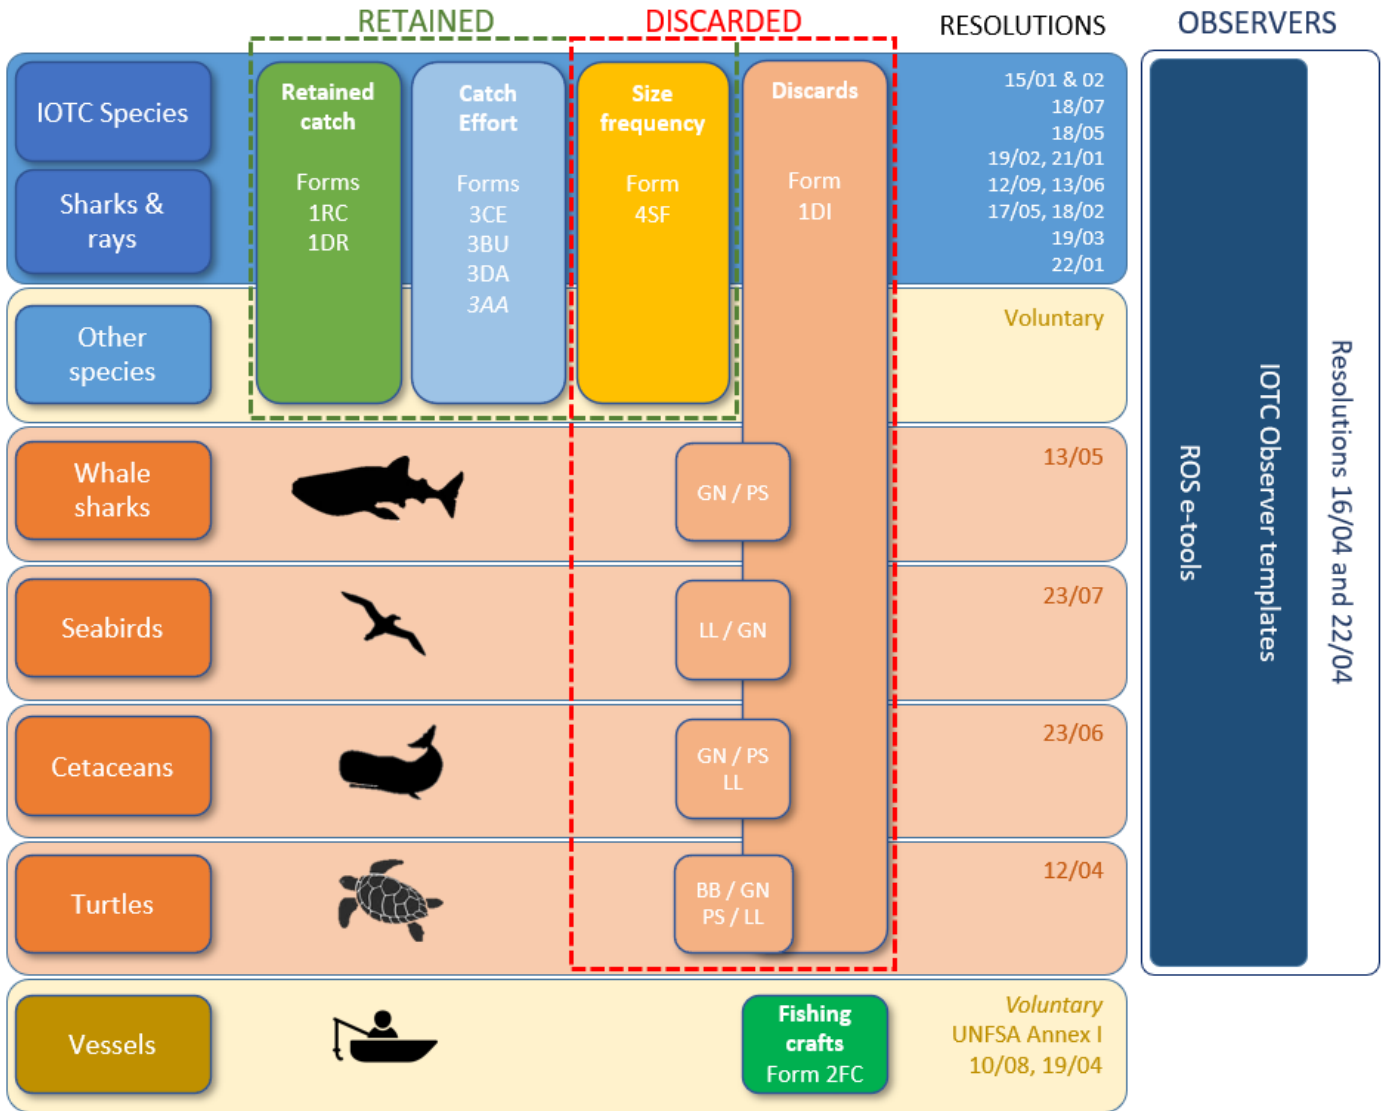 RETAINED
DISCARDED
RESOLUTIONS
OBSERVERS
IOTC Species
Sharks &
rays
Retained
catch
Forms
1RC
1DR
Catch
Effort
Forms
3CE
3BU
3DA
3AA
Size
frequency
Form
4SF
Discards
Form
1DI
15/01 & 02
18/07
18/05
19/02, 21/01
12/09, 13/06
17/05, 18/02
19/03
22/01
Other
species
Voluntary
Whale
sharks
GN / PS
13/05
Seabirds
LL / GN
23/07
Cetaceans
GN / PS
LL
23/06
Turtles
BB / GN
PS / LL
12/04
Vessels
Fishing
crafts
Form 2FC
Voluntary
UNFSA Annex I
10/08, 19/04
ROS e-tools
IOTC Observer templates
Resolutions 16/04 and 22/04